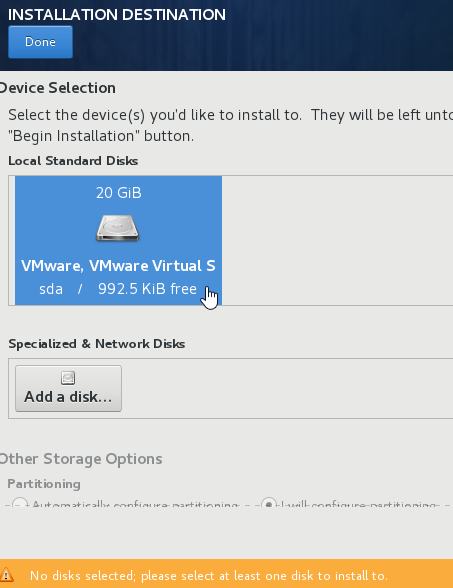 INSTALLATION DESTINATION
Done
Device Selection
Select the device(s) you'd like to install to.  They will be left unto
"Begin Installation" button.
Local Standard Disks
20 GiB
VMware, VMware Virtual S
sda / 992.5 KiB free
Specialized & Network Disks
Add a disk...
Other Storage Options
Partitioning
Automatically configure partitioning. I will configure partitioning.
No disks selected; please select at least one disk to install to.